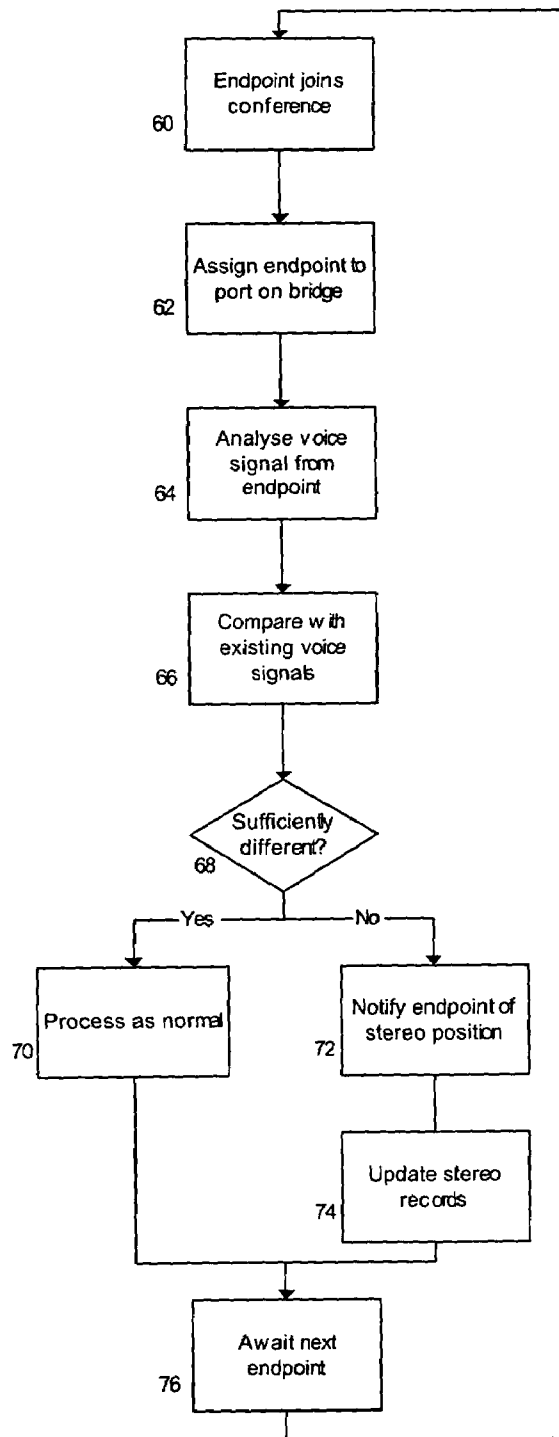 Endpoint joins
conference
60
Assign endpoint to
port on bridge
62
Analyse voice
signal from
endpoint
64
Compare with
existing voice
signals
66
Sufficiently
different?
68
Yes
No
Process as normal
70
Notify endpoint of
stereo position
72
Update stereo
records
74
Await next
endpoint
76